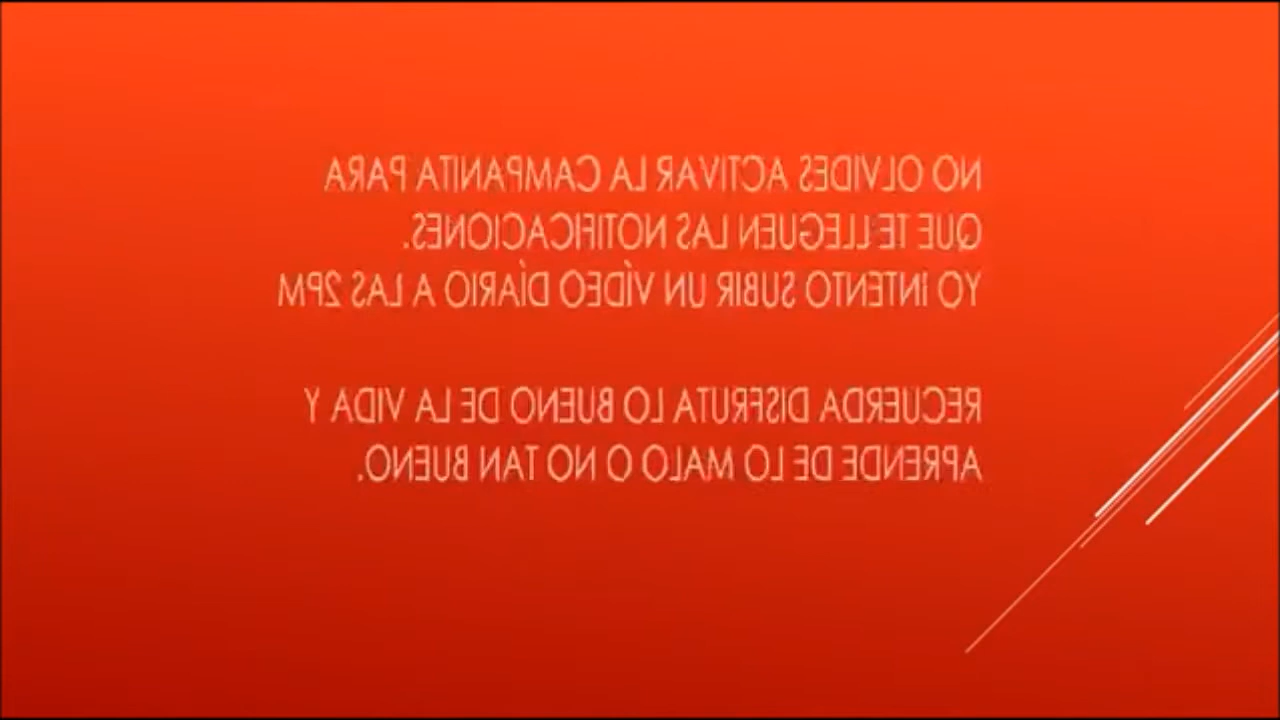 NO OLVIDES ACTIVAR LA CAMPANITA PARA
QUE TE LLEGUEN LAS NOTIFICACIONES.
YO INTENTO SUBIR UN VÍDEO DÍARIO A LAS 2PM
RECUERDA DISFRUTA LO BUENO DE LA VIDA Y
APRENDE DE LO MALO O NO TAN BUENO.